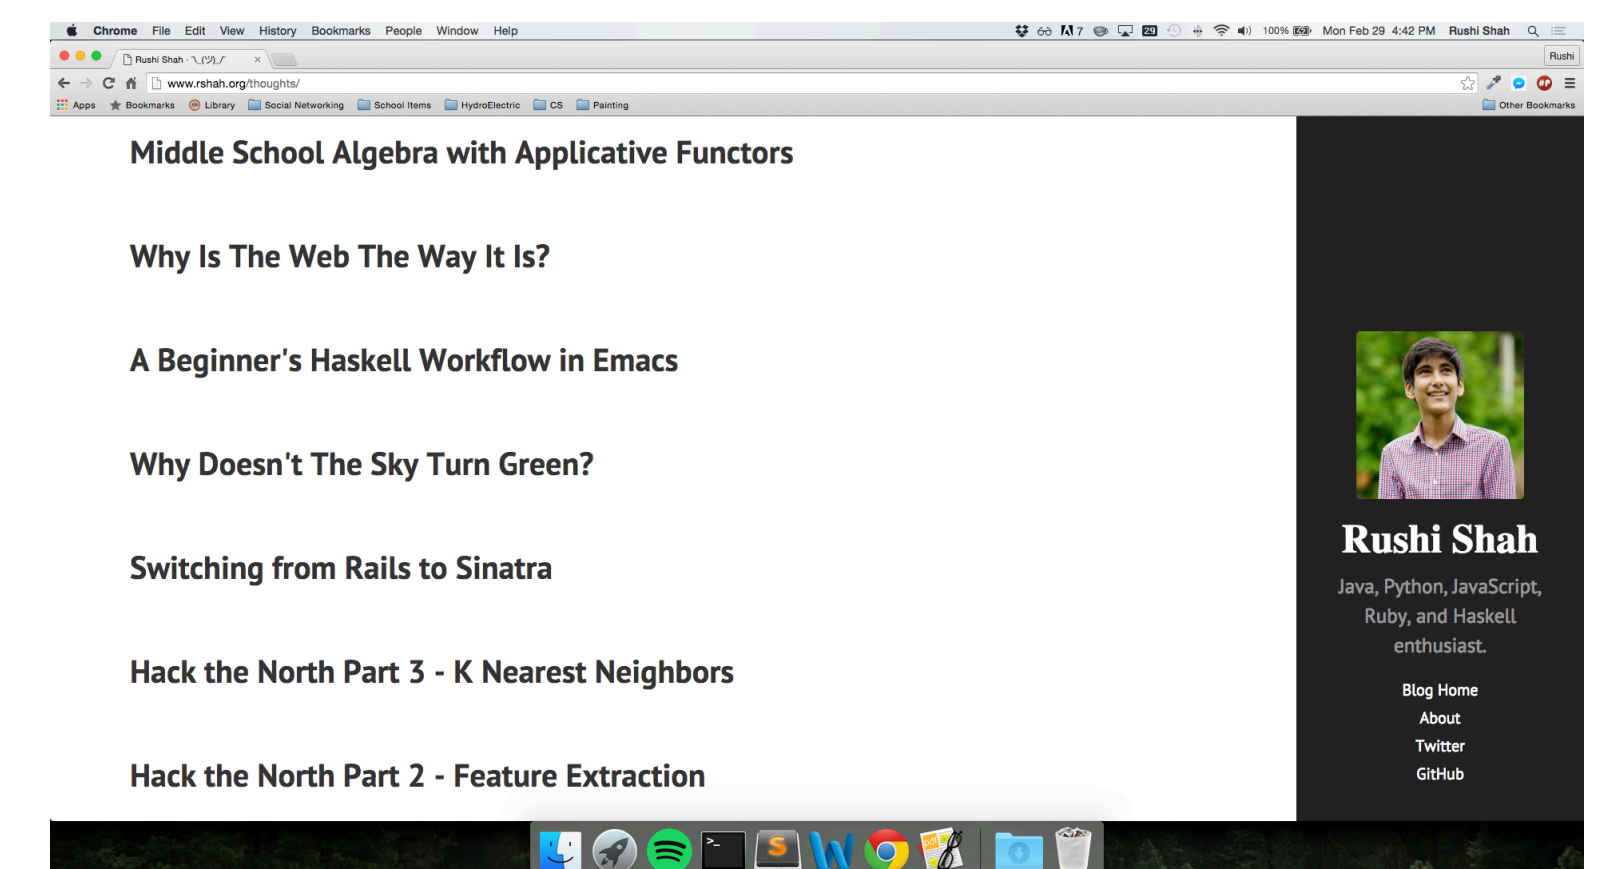 Chrome File Edit View History Bookmarks People Window Help 7 29 100% Mon Feb 29 4:42 PM Rushi Shah
Rushi Shah · ¯\_(ツ)_/¯ × Rushi
www.rshah.org/thoughts/
Apps Bookmarks Library Social Networking School Items HydroElectric CS Painting Other Bookmarks
Middle School Algebra with Applicative Functors
Why Is The Web The Way It Is?
A Beginner's Haskell Workflow in Emacs
Why Doesn't The Sky Turn Green?
Switching from Rails to Sinatra
Hack the North Part 3 - K Nearest Neighbors
Hack the North Part 2 - Feature Extraction
Rushi Shah
Java, Python, JavaScript,
Ruby, and Haskell
enthusiast.
Blog Home
About
Twitter
GitHub